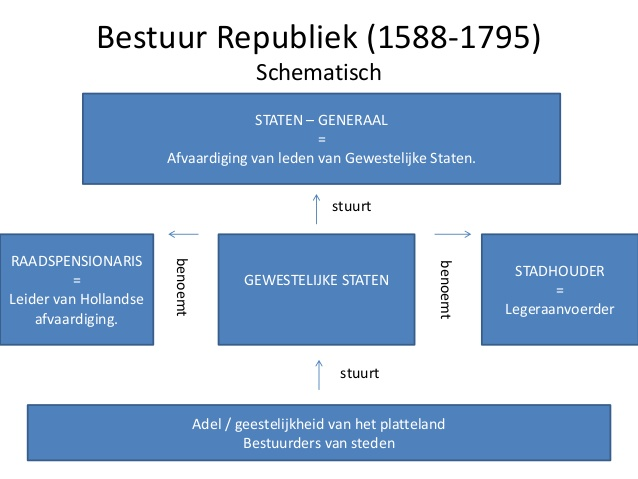 Bestuur Republiek (1588-1795)
Schematisch
STATEN – GENERAAL
=
Afvaardiging van leden van Gewestelijke Staten.
stuurt
RAADSPENSIONARIS
=
Leider van Hollandse
afvaardiging.
benoemt
GEWESTELIJKE STATEN
benoemt
STADHOUDER
=
Legeraanvoerder
stuurt
Adel / geestelijkheid van het platteland
Bestuurders van steden